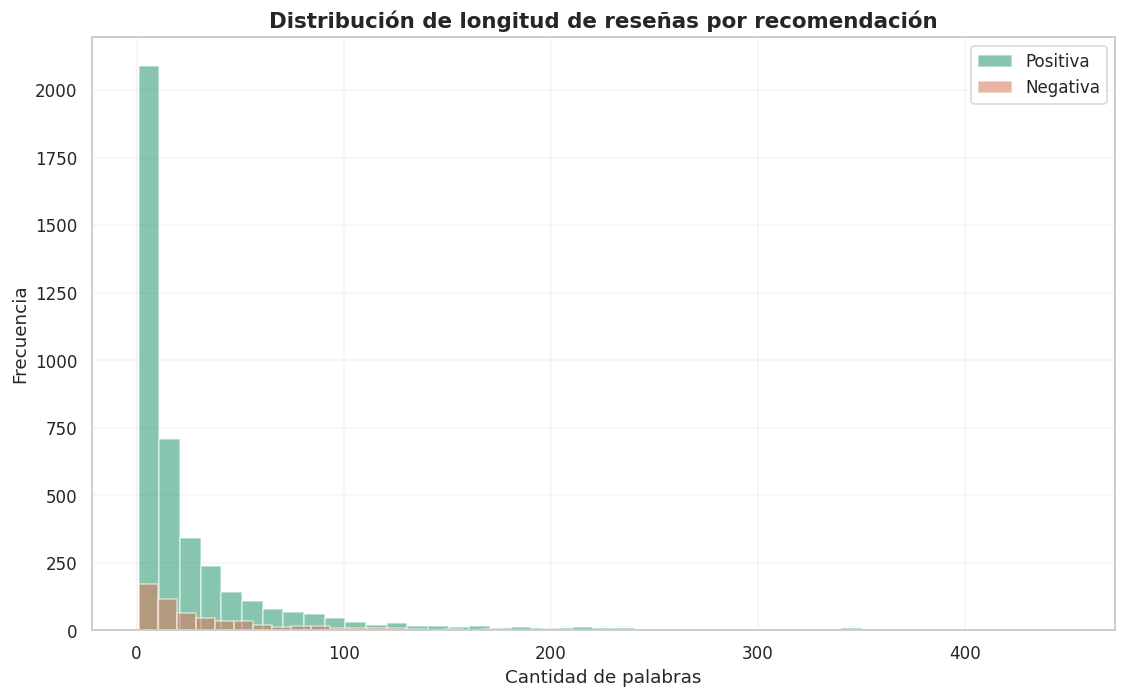 Distribución de longitud de reseñas por recomendación
Positiva
Negativa
2000
1750
1500
1250
1000
750
500
250
0
Frecuencia
0 100 200 300 400
Cantidad de palabras